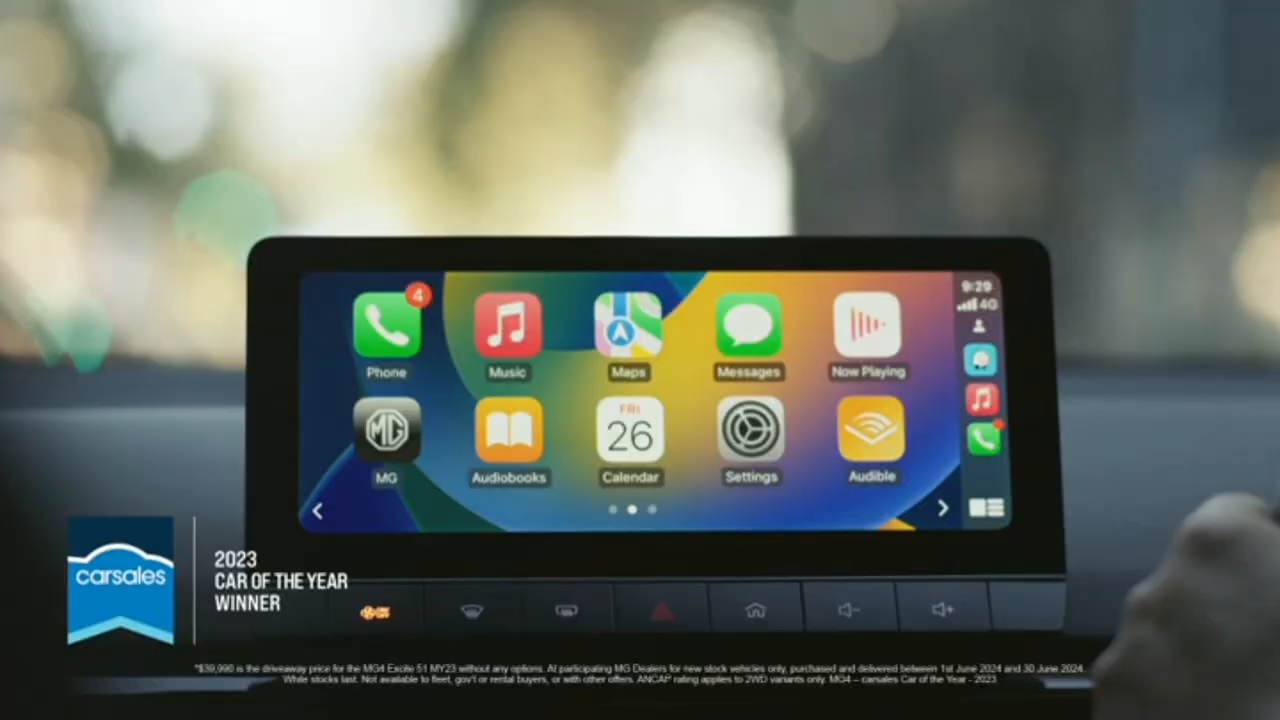 4
9:29
4G
Phone
Music
Maps
Messages
Now Playing
MG
FRI
26
MG
Audiobooks
Calendar
Settings
Audible
carsales
2023
CAR OF THE YEAR
WINNER
*$39,990 is the driveaway price for the MG4 Excite 51 MY23 without any options. At participating MG Dealers for new stock vehicles only, purchased and delivered between 1st June 2024 and 30 June 2024.
While stocks last. Not available to fleet, gov't or rental buyers, or with other offers. ANCAP rating applies to 2WD variants only. MG4 – carsales Car of the Year - 2023